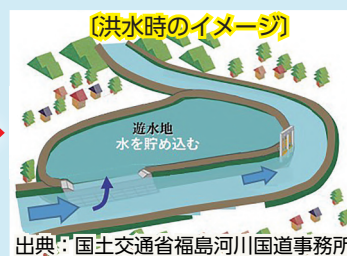 〔洪水時のイメージ〕
遊水地
水を貯め込む
出典：国土交通省福島河川国道事務所